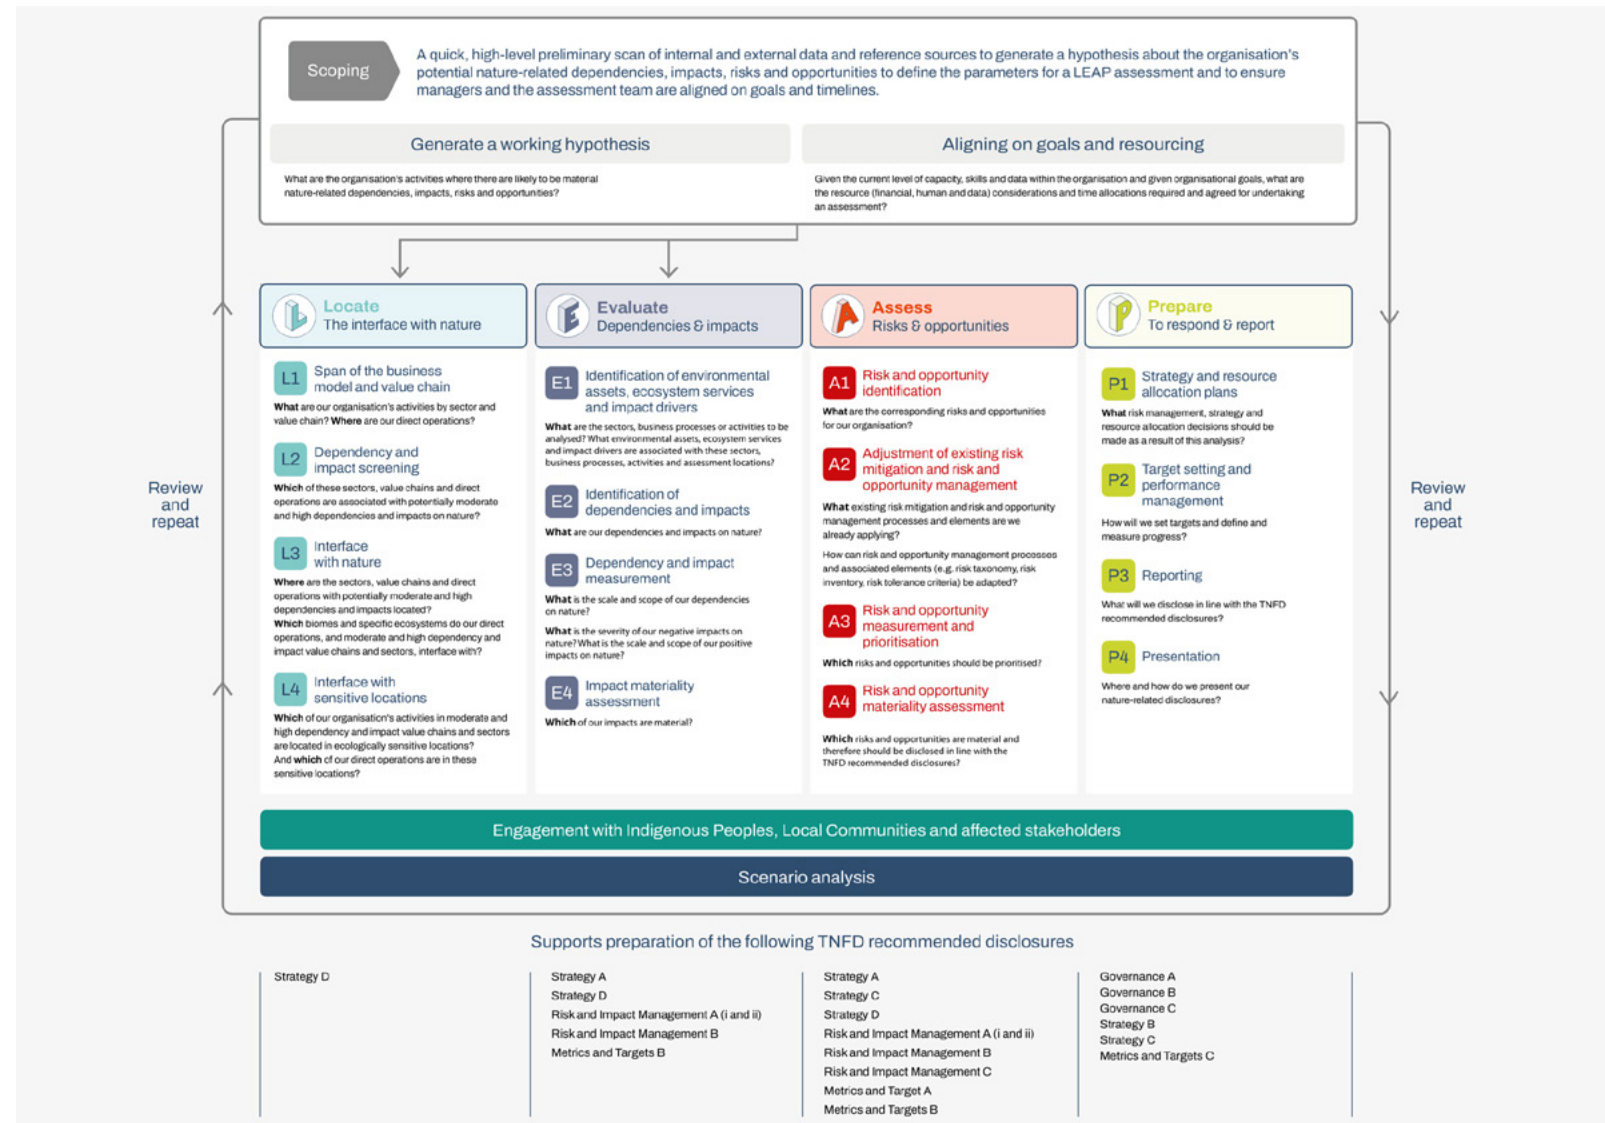 Scoping
A quick, high-level preliminary scan of internal and external data and reference sources to generate a hypothesis about the organisation's
potential nature-related dependencies, impacts, risks and opportunities to define the parameters for a LEAP assessment and to ensure
managers and the assessment team are aligned on goals and timelines.
Generate a working hypothesis
What are the organisation's activities where there are likely to be material
nature-related dependencies, impacts, risks and opportunities?
Aligning on goals and resourcing
Given the current level of capacity, skills and data within the organisation and given organisational goals, what are
the resource (financial, human and data) considerations and time allocations required and agreed for undertaking
an assessment?
Review
and
repeat
L
Locate
The interface with nature
L1
Span of the business
model and value chain
What are our organisation's activities by sector and
value chain? Where are our direct operations?
L2
Dependency and
impact screening
Which of these sectors, value chains and direct
operations are associated with potentially moderate
and high dependencies and impacts on nature?
L3
Interface
with nature
Where are the sectors, value chains and direct
operations with potentially moderate and high
dependencies and impacts located?
Which biomes and specific ecosystems do our direct
operations, and moderate and high dependency and
impact value chains and sectors, interface with?
L4
Interface with
sensitive locations
Which of our organisation's activities in moderate and
high dependency and impact value chains and sectors
are located in ecologically sensitive locations?
And which of our direct operations are in these
sensitive locations?
E
Evaluate
Dependencies & impacts
E1
Identification of environmental
assets, ecosystem services
and impact drivers
What are the sectors, business processes or activities to be
analysed? What environmental assets, ecosystem services
and impact drivers are associated with these sectors,
business processes, activities and assessment locations?
E2
Identification of
dependencies and impacts
What are our dependencies and impacts on nature?
E3
Dependency and impact
measurement
What is the scale and scope of our dependencies
on nature?
What is the severity of our negative impacts on
nature? What is the scale and scope of our positive
impacts on nature?
E4
Impact materiality
assessment
Which of our impacts are material?
A
Assess
Risks & opportunities
A1
Risk and opportunity
identification
What are the corresponding risks and opportunities
for our organisation?
A2
Adjustment of existing risk
mitigation and risk and
opportunity management
What existing risk mitigation and risk and opportunity
management processes and elements are we
already applying?
How can risk and opportunity management processes
and associated elements (e.g. risk taxonomy, risk
inventory, risk tolerance criteria) be adapted?
A3
Risk and opportunity
measurement and
prioritisation
Which risks and opportunities should be prioritised?
A4
Risk and opportunity
materiality assessment
Which risks and opportunities are material and
therefore should be disclosed in line with the
TNFD recommended disclosures?
P
Prepare
To respond & report
P1
Strategy and resource
allocation plans
What risk management, strategy and
resource allocation decisions should be
made as a result of this analysis?
P2
Target setting and
performance
management
How will we set targets and define and
measure progress?
P3
Reporting
What will we disclose in line with the TNFD
recommended disclosures?
P4
Presentation
Where and how do we present our
nature-related disclosures?
Review
and
repeat
Engagement with Indigenous Peoples, Local Communities and affected stakeholders
Scenario analysis
Supports preparation of the following TNFD recommended disclosures
Strategy D
Strategy A
Strategy D
Risk and Impact Management A (i and ii)
Risk and Impact Management B
Metrics and Targets B
Strategy A
Strategy C
Strategy D
Risk and Impact Management A (i and ii)
Risk and Impact Management B
Risk and Impact Management C
Metrics and Target A
Metrics and Targets B
Governance A
Governance B
Governance C
Strategy B
Strategy C
Metrics and Targets C